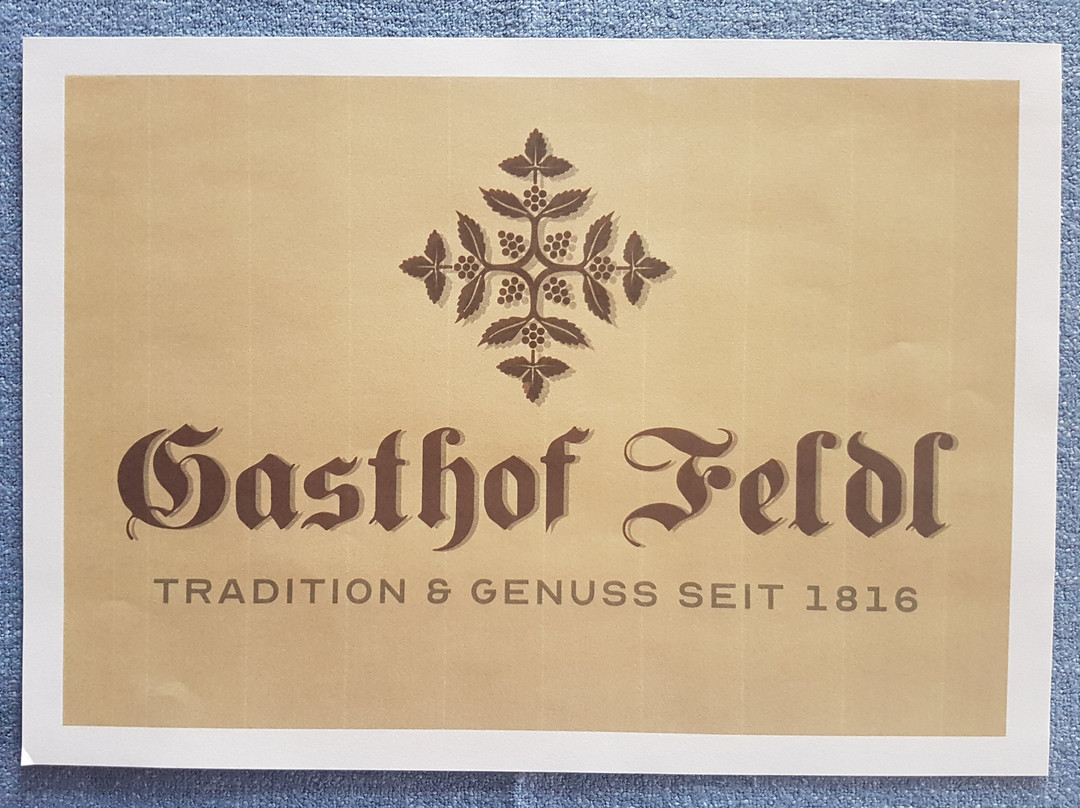 Gasthof Feldl
TRADITION & GENUSS SEIT 1816